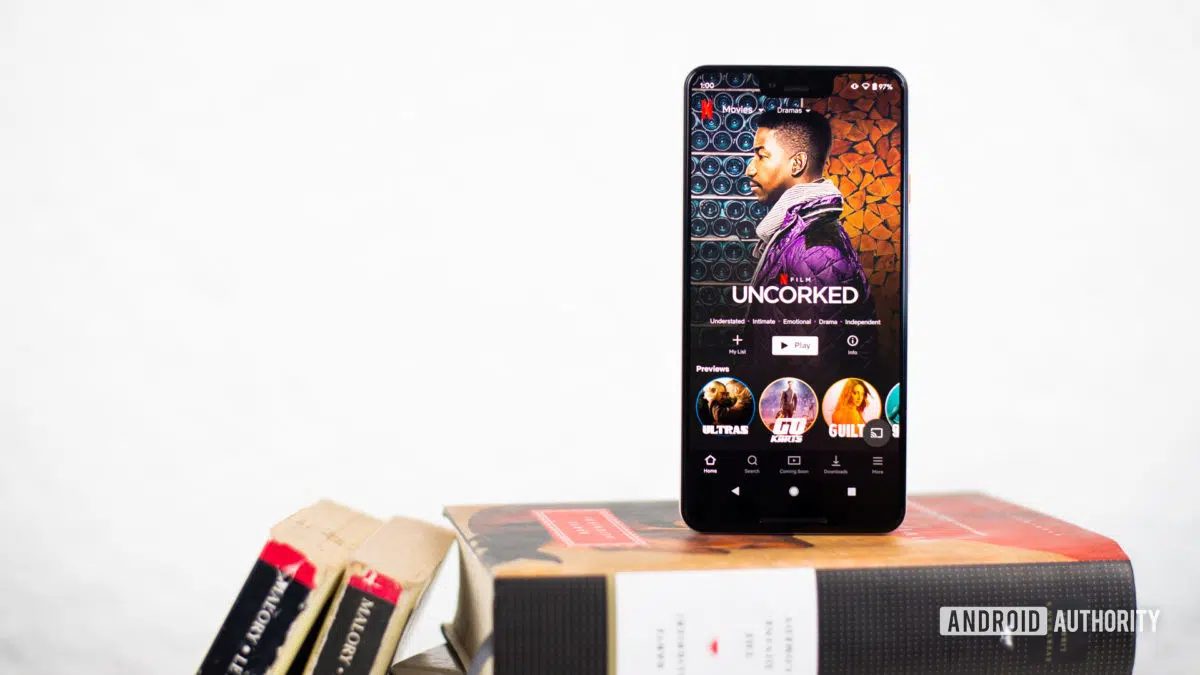 1:00
97%
N
Movies
Dramas
N FILM
UNCORKED
Understated · Intimate · Emotional · Drama · Independent
My List
Play
Info
Previews
ULTRAS
GO
KARTS
GUILT
Home
Search
Coming Soon
Downloads
More
MALORY • LE
MALORY
ANDROID AUTHORITY